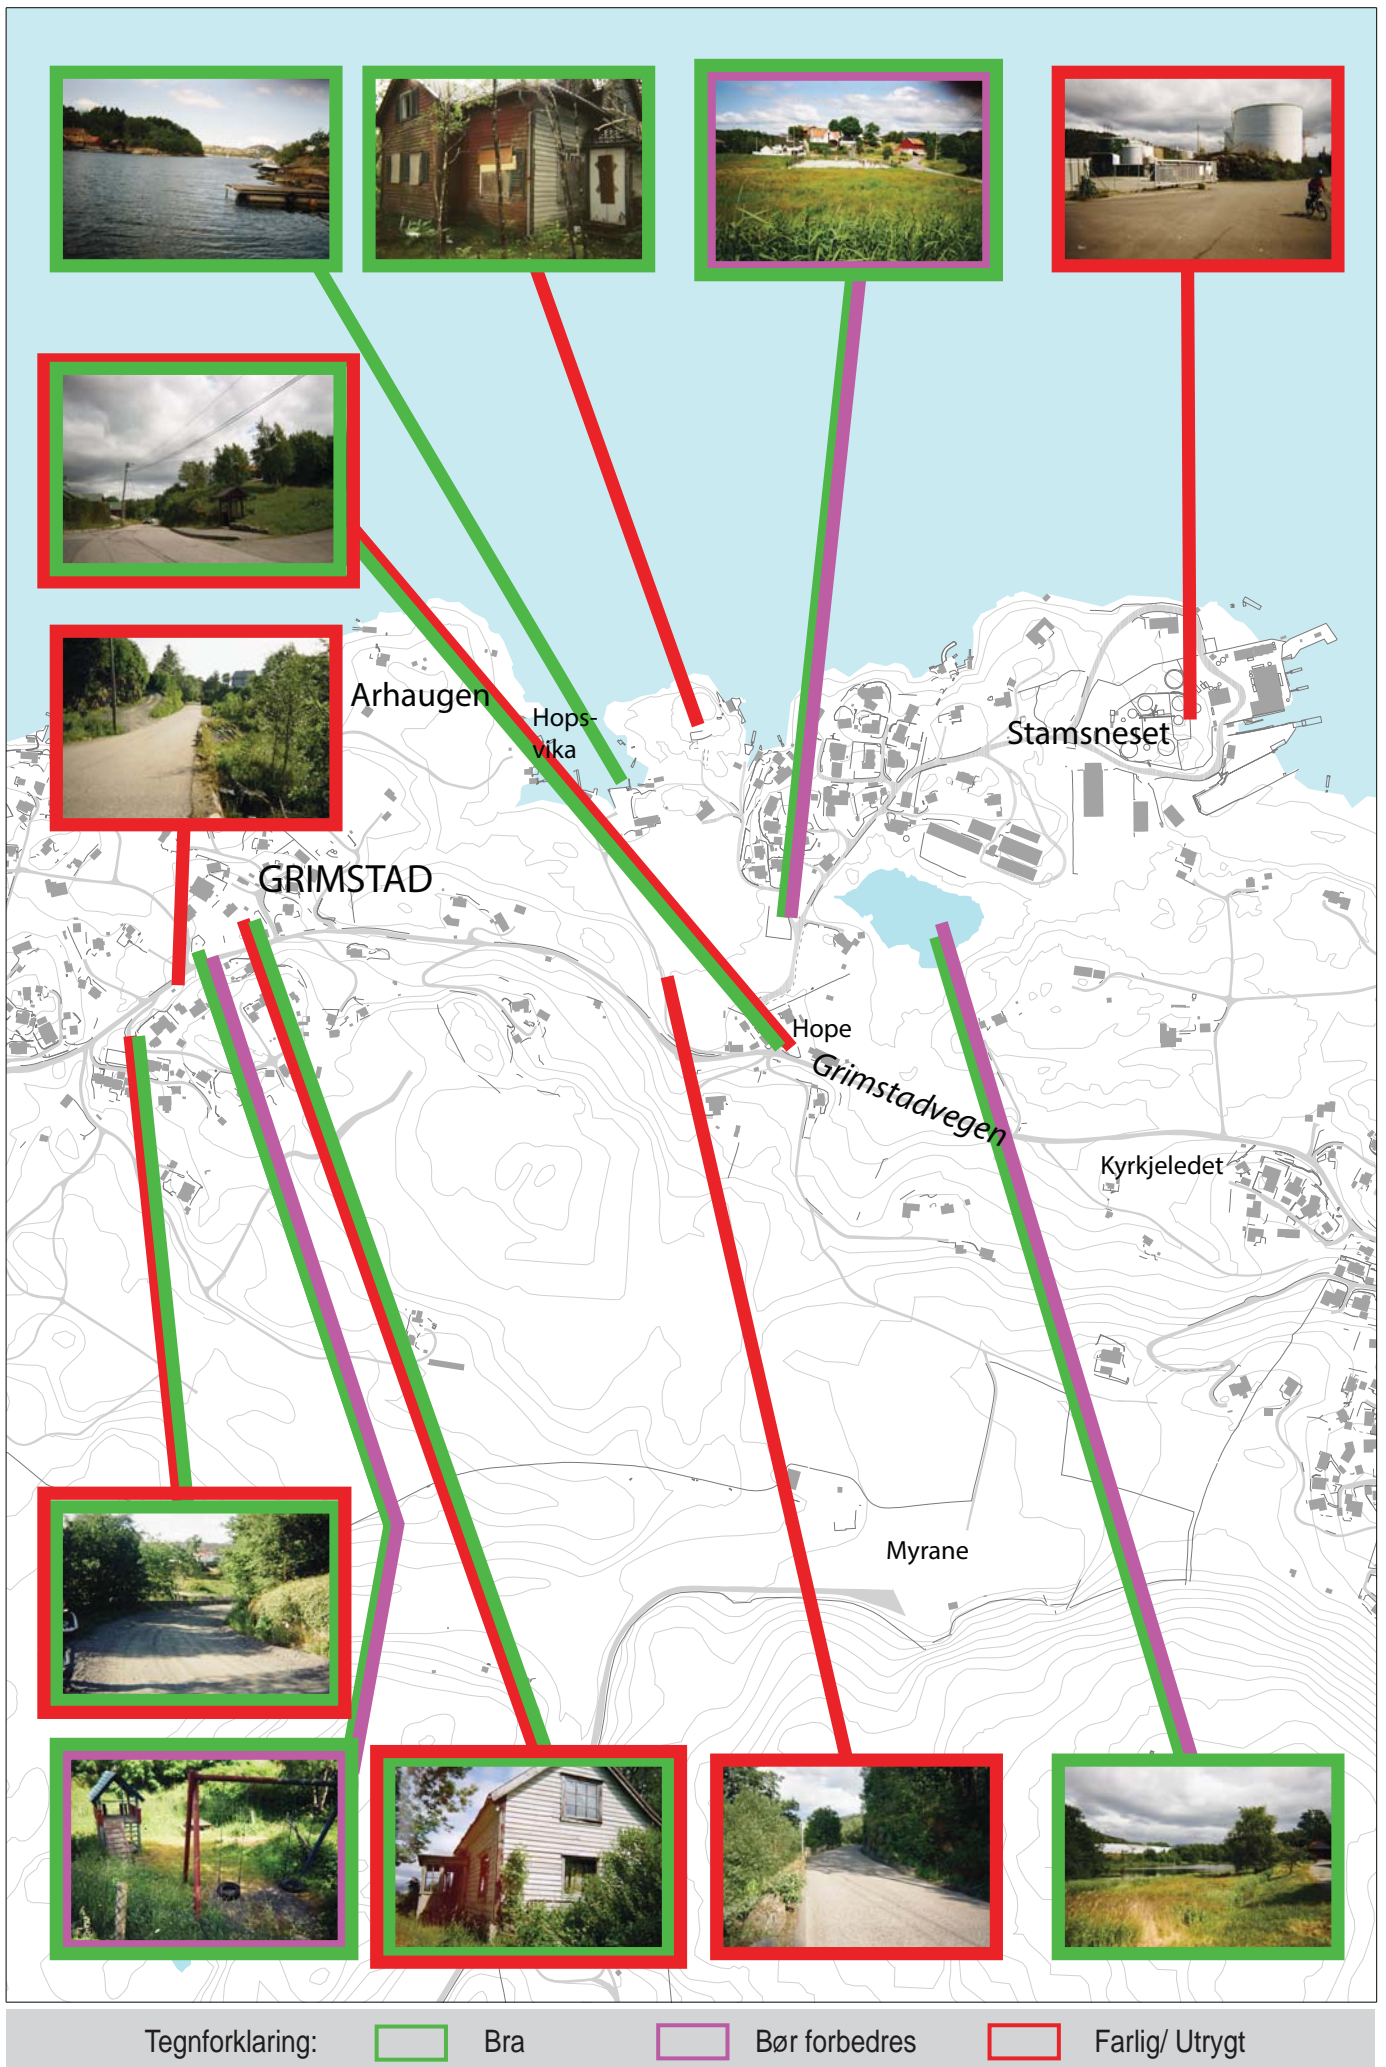 Arhaugen
Hops-
vika
Stamsneset
GRIMSTAD
Hope
Grimstadvegen
Kyrkjeledet
Myrane
Tegnforklaring: Bra Bør forbedres Farlig/ Utrygt